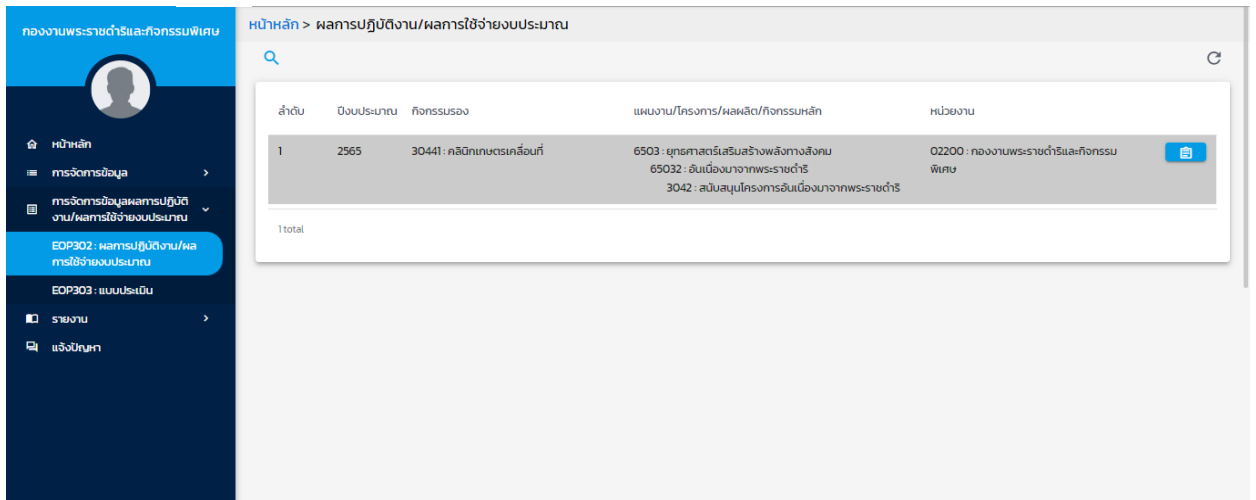 กองงานพระราชดำริและกิจกรรมพิเศษ
หน้าหลัก > ผลการปฏิบัติงาน/ผลการใช้จ่ายงบประมาณ
หน้าหลัก
การจัดการข้อมูล
การจัดการข้อมูลผลการปฏิบัติ
งาน/ผลการใช้จ่ายงบประมาณ
EOP302 : ผลการปฏิบัติงาน/ผล
การใช้จ่ายงบประมาณ
EOP303 : แบบประเมิน
รายงาน
แจ้งปัญหา
ลำดับ ปีงบประมาณ กิจกรรมรอง แผนงาน/โครงการ/ผลผลิต/กิจกรรมหลัก หน่วยงาน
1 2565 30441 : คลินิกเกษตรเคลื่อนที่ 6503 : ยุทธศาสตร์เสริมสร้างพลังทางสังคม 02200 : กองงานพระราชดำริและกิจกรรม
65032 : อันเนื่องมาจากพระราชดำริ พิเศษ
3042 : สนับสนุนโครงการอันเนื่องมาจากพระราชดำริ
1 total